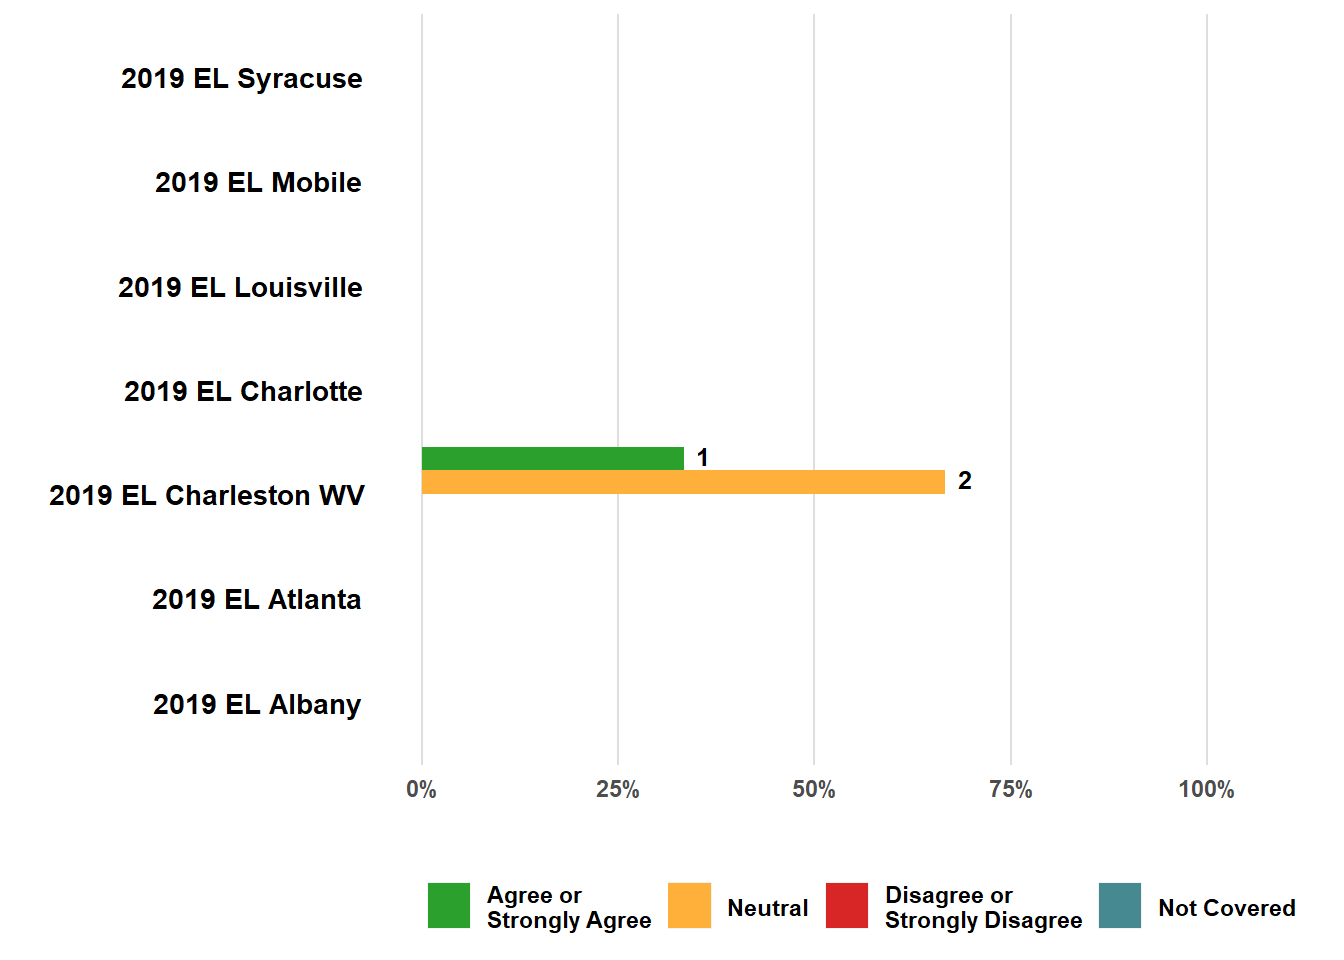 2019 EL Syracuse
2019 EL Mobile
2019 EL Louisville
2019 EL Charlotte
1
2
2019 EL Charleston WV
2019 EL Atlanta
2019 EL Albany
0% 25% 50% 75% 100%
Agree or
Strongly Agree
Neutral
Disagree or
Strongly Disagree
Not Covered